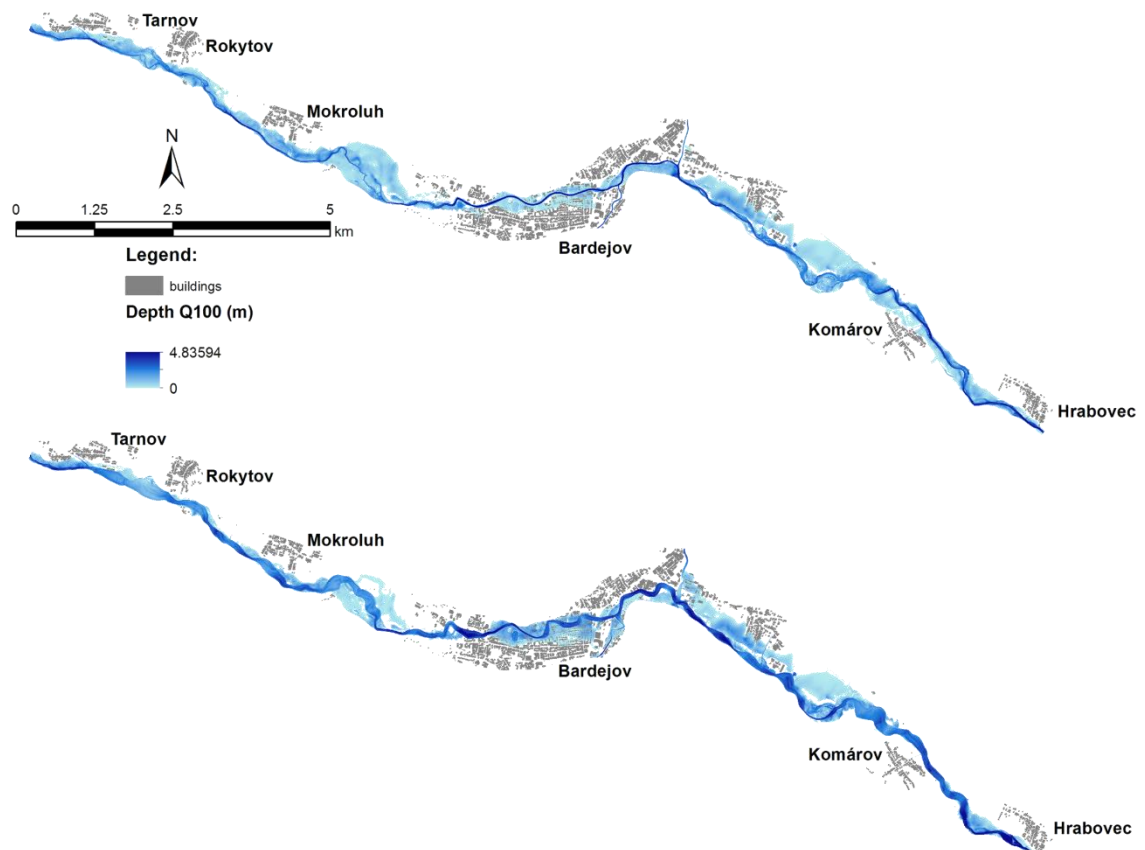 Tarnov
Rokytov
Mokroluh
N
0 1.25 2.5 5
km
Legend:
buildings
Depth Q100 (m)
4.83594
0
Bardejov
Komárov
Hrabovec
Tarnov
Rokytov
Mokroluh
Bardejov
Komárov
Hrabovec